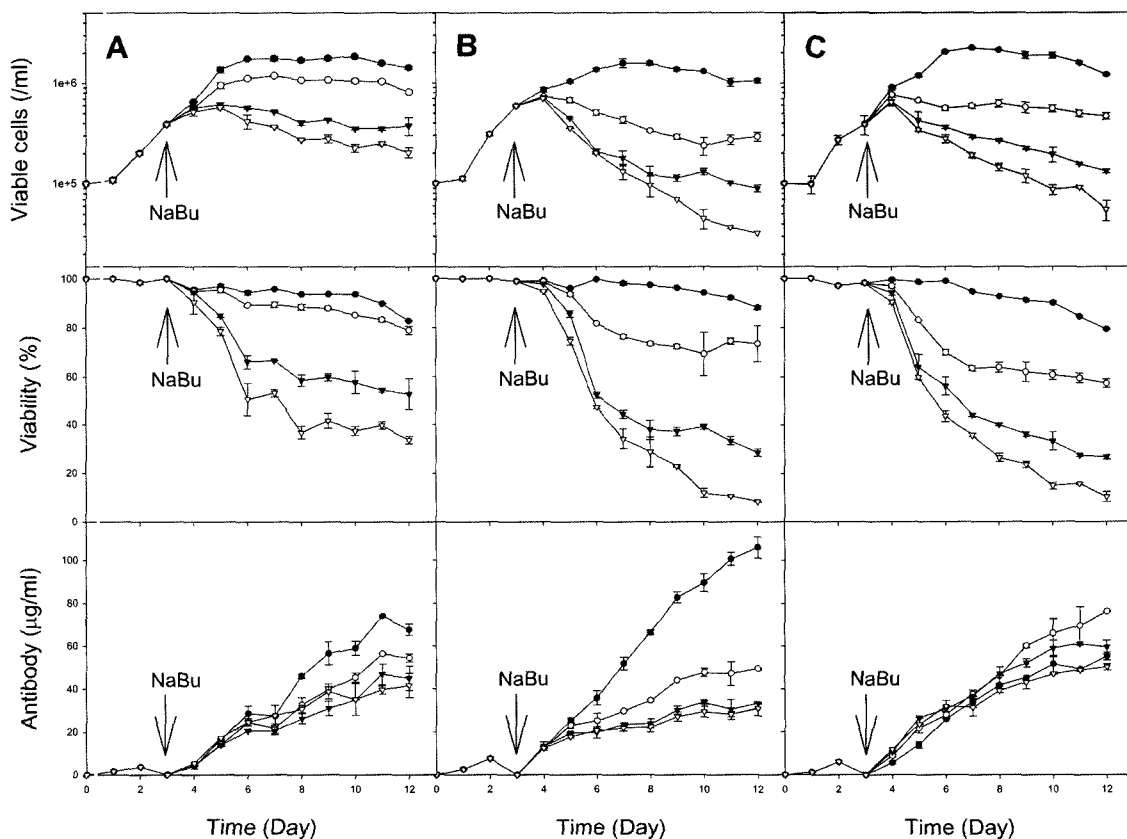 A
B
C
Viable cells (/ml)
1e+6
1e+5
NaBu
NaBu
NaBu
Viability (%)
100
80
60
40
20
0
NaBu
NaBu
NaBu
Antibody (µg/ml)
100
80
60
40
20
0
NaBu
NaBu
NaBu
0 2 4 6 8 10 12
0 2 4 6 8 10 12
0 2 4 6 8 10 12
Time (Day)
Time (Day)
Time (Day)